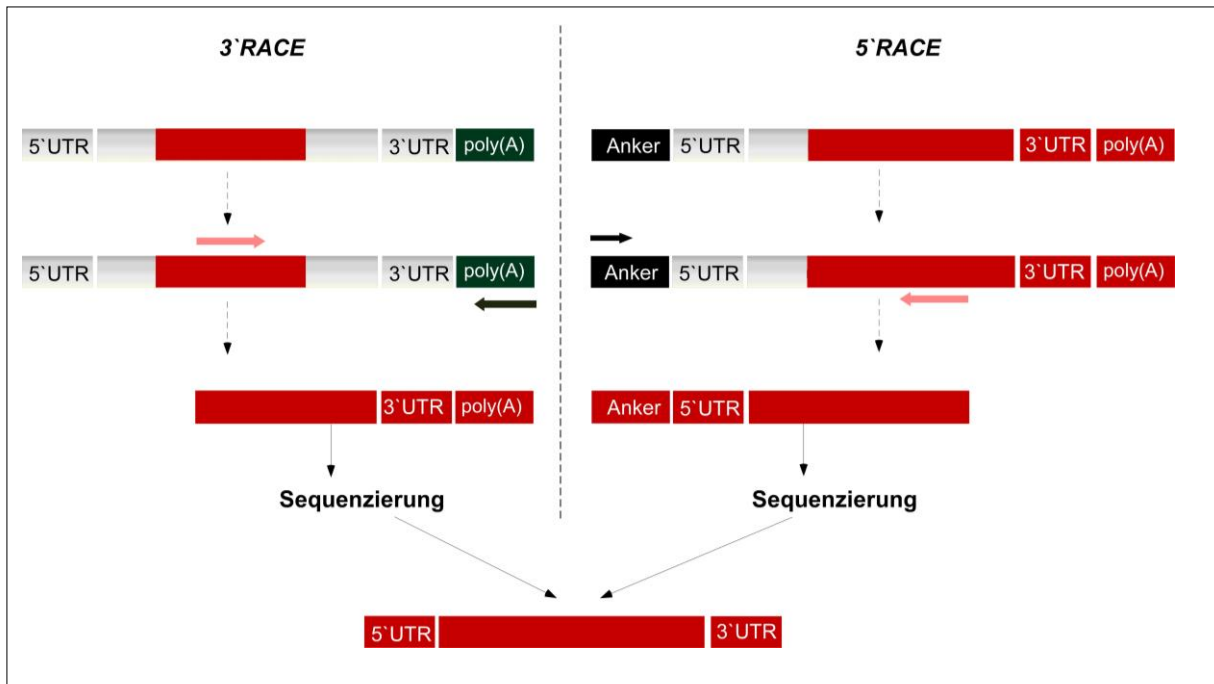 3`RACE
5`RACE
5`UTR 3`UTR poly(A)
Anker 5`UTR 3`UTR poly(A)
5`UTR 3`UTR poly(A)
Anker 5`UTR 3`UTR poly(A)
3`UTR poly(A)
Anker 5`UTR
Sequenzierung
Sequenzierung
5`UTR 3`UTR